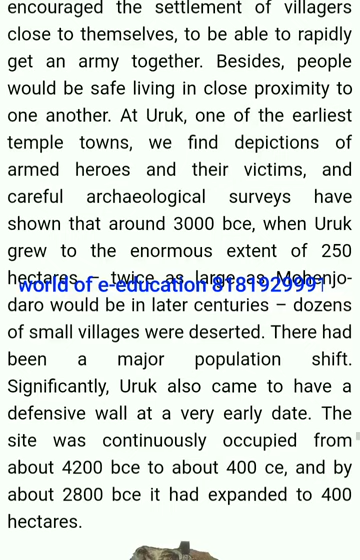 encouraged the settlement of villagers
close to themselves, to be able to rapidly
get an army together. Besides, people
would be safe living in close proximity to
one another. At Uruk, one of the earliest
temple towns, we find depictions of
armed heroes and their victims, and
careful archaeological surveys have
shown that around 3000 bce, when Uruk
grew to the enormous extent of 250
hectares – twice as large as Mohenjo-
world of e-education 8181929991
daro would be in later centuries – dozens
of small villages were deserted. There had
been a major population shift.
Significantly, Uruk also came to have a
defensive wall at a very early date. The
site was continuously occupied from
about 4200 bce to about 400 ce, and by
about 2800 bce it had expanded to 400
hectares.